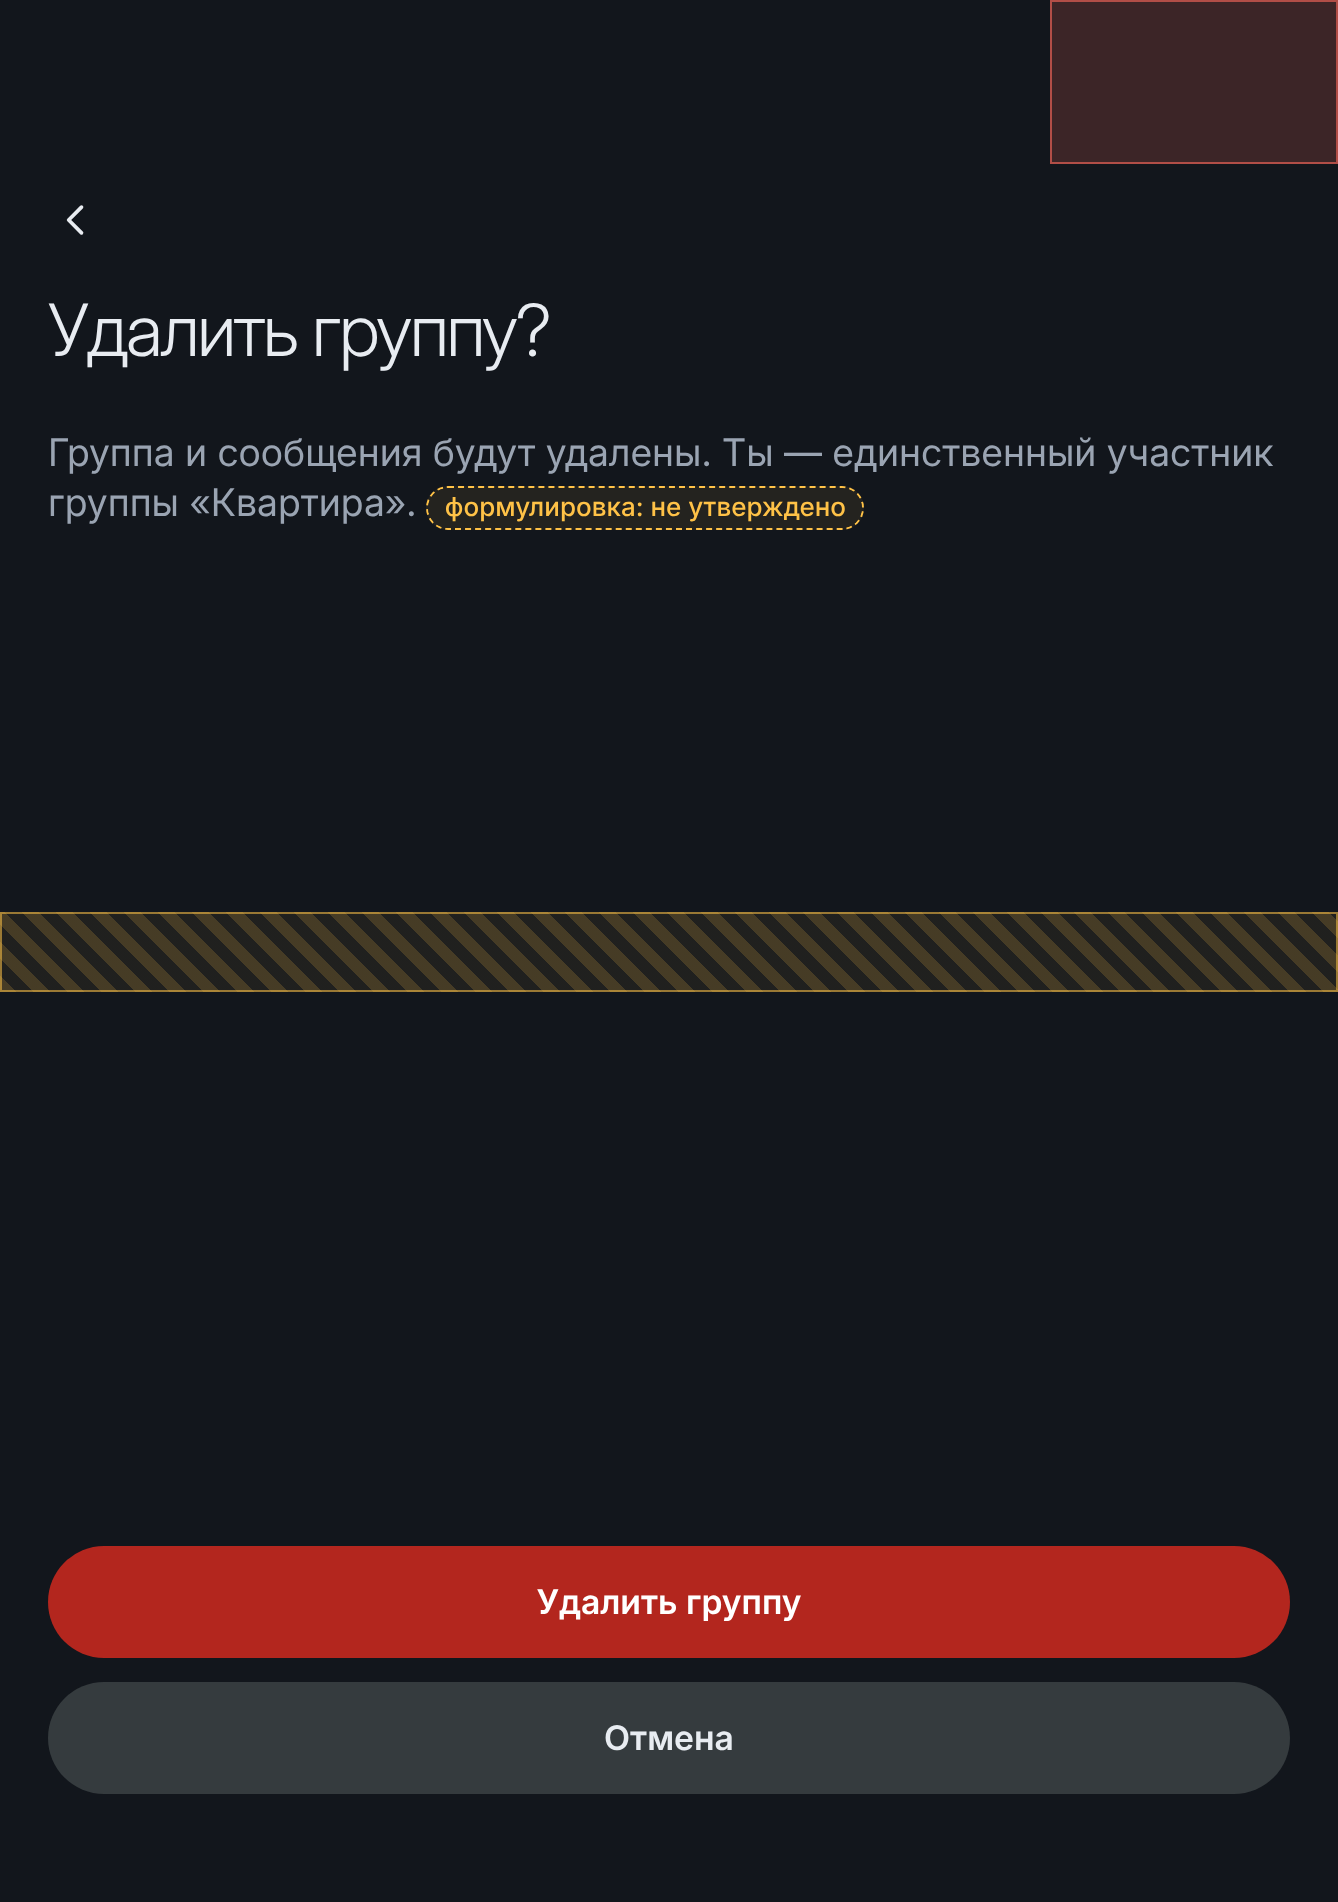 Удалить группу?
Группа и сообщения будут удалены. Ты — единственный участник
группы «Квартира». формулировка: не утверждено
Удалить группу
Отмена